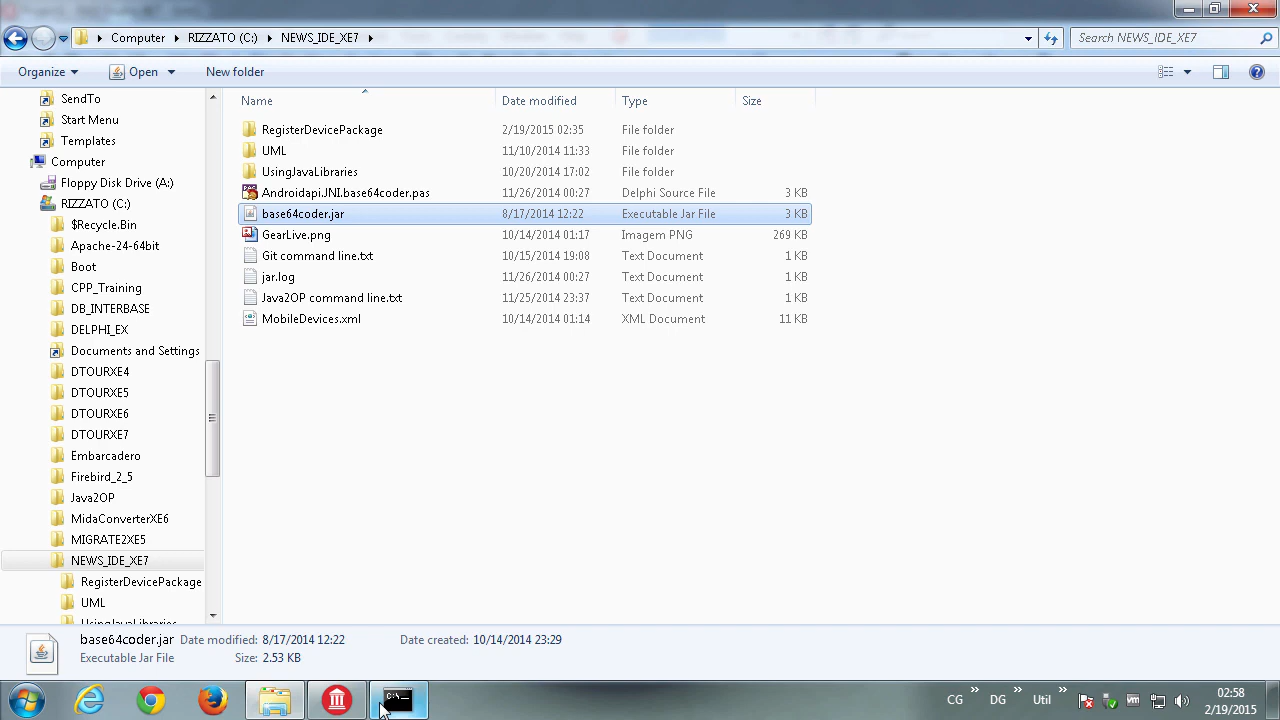 Computer RIZZATO (C:) NEWS_IDE_XE7
Search NEWS_IDE_XE7
Organize Open New folder
SendTo
Start Menu
Templates
Computer
Floppy Disk Drive (A:)
RIZZATO (C:)
$Recycle.Bin
Apache-24-64bit
Boot
CPP_Training
DB_INTERBASE
DELPHI_EX
Documents and Settings
DTOURXE4
DTOURXE5
DTOURXE6
DTOURXE7
Embarcadero
Firebird_2_5
Java2OP
MidaConverterXE6
MIGRATE2XE5
NEWS_IDE_XE7
RegisterDevicePackage
UML
UsingJavaLibraries
Name Date modified Type Size
RegisterDevicePackage 2/19/2015 02:35 File folder
UML 11/10/2014 11:33 File folder
UsingJavaLibraries 10/20/2014 17:02 File folder
Androidapi.JNI.base64coder.pas 11/26/2014 00:27 Delphi Source File 3 KB
base64coder.jar 8/17/2014 12:22 Executable Jar File 3 KB
GearLive.png 10/14/2014 01:17 Imagem PNG 269 KB
Git command line.txt 10/15/2014 19:08 Text Document 1 KB
jar.log 11/26/2014 00:27 Text Document 1 KB
Java2OP command line.txt 11/25/2014 23:37 Text Document 1 KB
MobileDevices.xml 10/14/2014 01:14 XML Document 11 KB
base64coder.jar Date modified: 8/17/2014 12:22 Date created: 10/14/2014 23:29
Executable Jar File Size: 2.53 KB
C:\_
CG » DG » Util »
02:58
2/19/2015